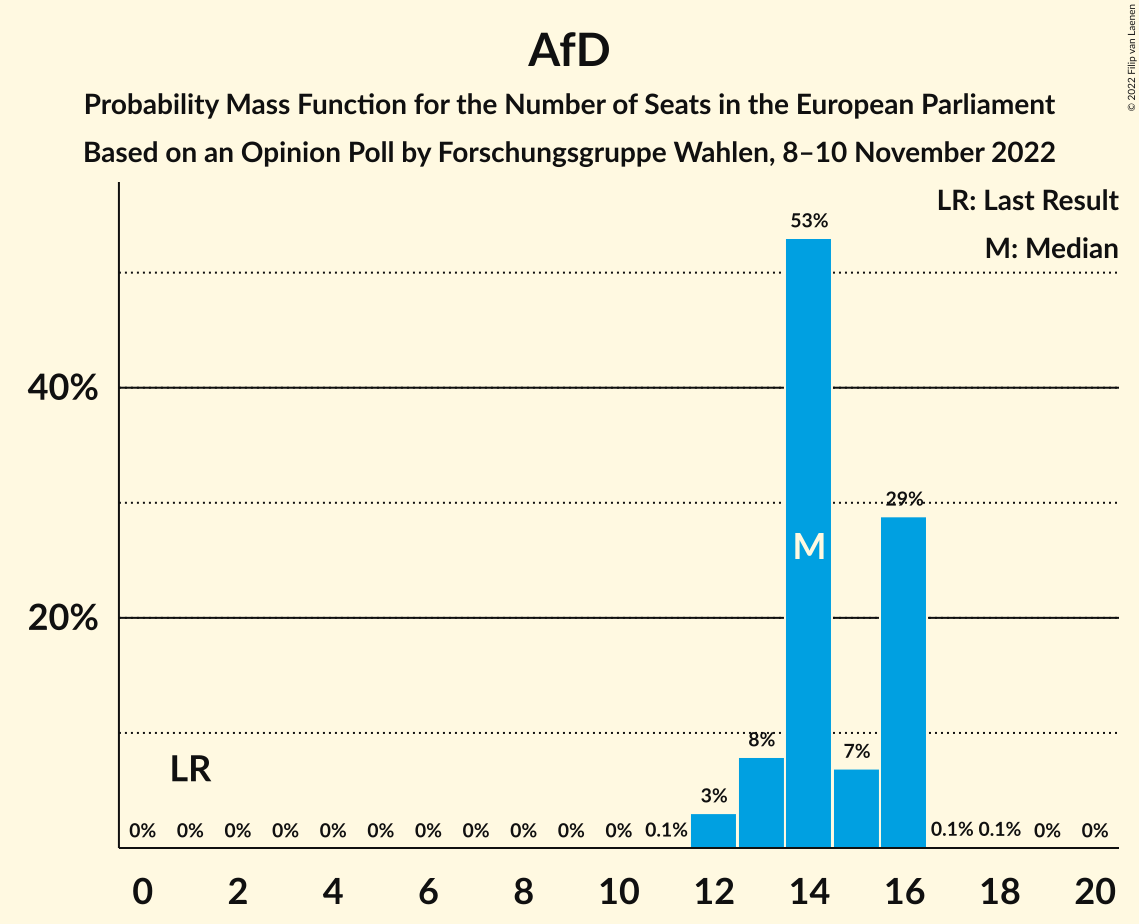 AfD
Probability Mass Function for the Number of Seats in the European Parliament
Based on an Opinion Poll by Forschungsgruppe Wahlen, 8–10 November 2022
© 2022 Filip van Laenen
LR: Last Result
M: Median
53%
40%
29%
M
20%
8%
7%
LR
3%
0% 0% 0% 0% 0% 0% 0% 0% 0% 0% 0% 0.1% 0.1% 0.1% 0% 0%
0 2 4 6 8 10 12 14 16 18 20